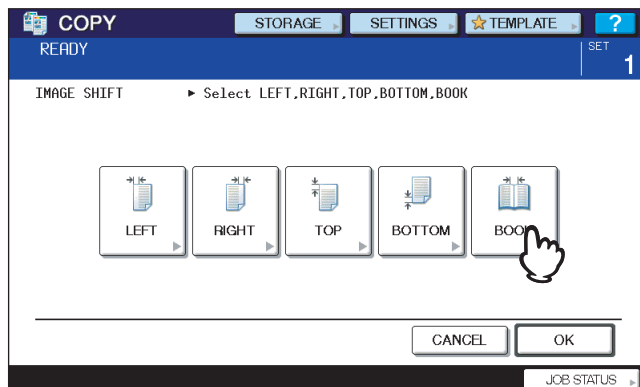 COPY STORAGE SETTINGS TEMPLATE ?
READY SET
1
IMAGE SHIFT ► Select LEFT,RIGHT,TOP,BOTTOM,BOOK
LEFT RIGHT TOP BOTTOM BOO
CANCEL OK
JOB STATUS